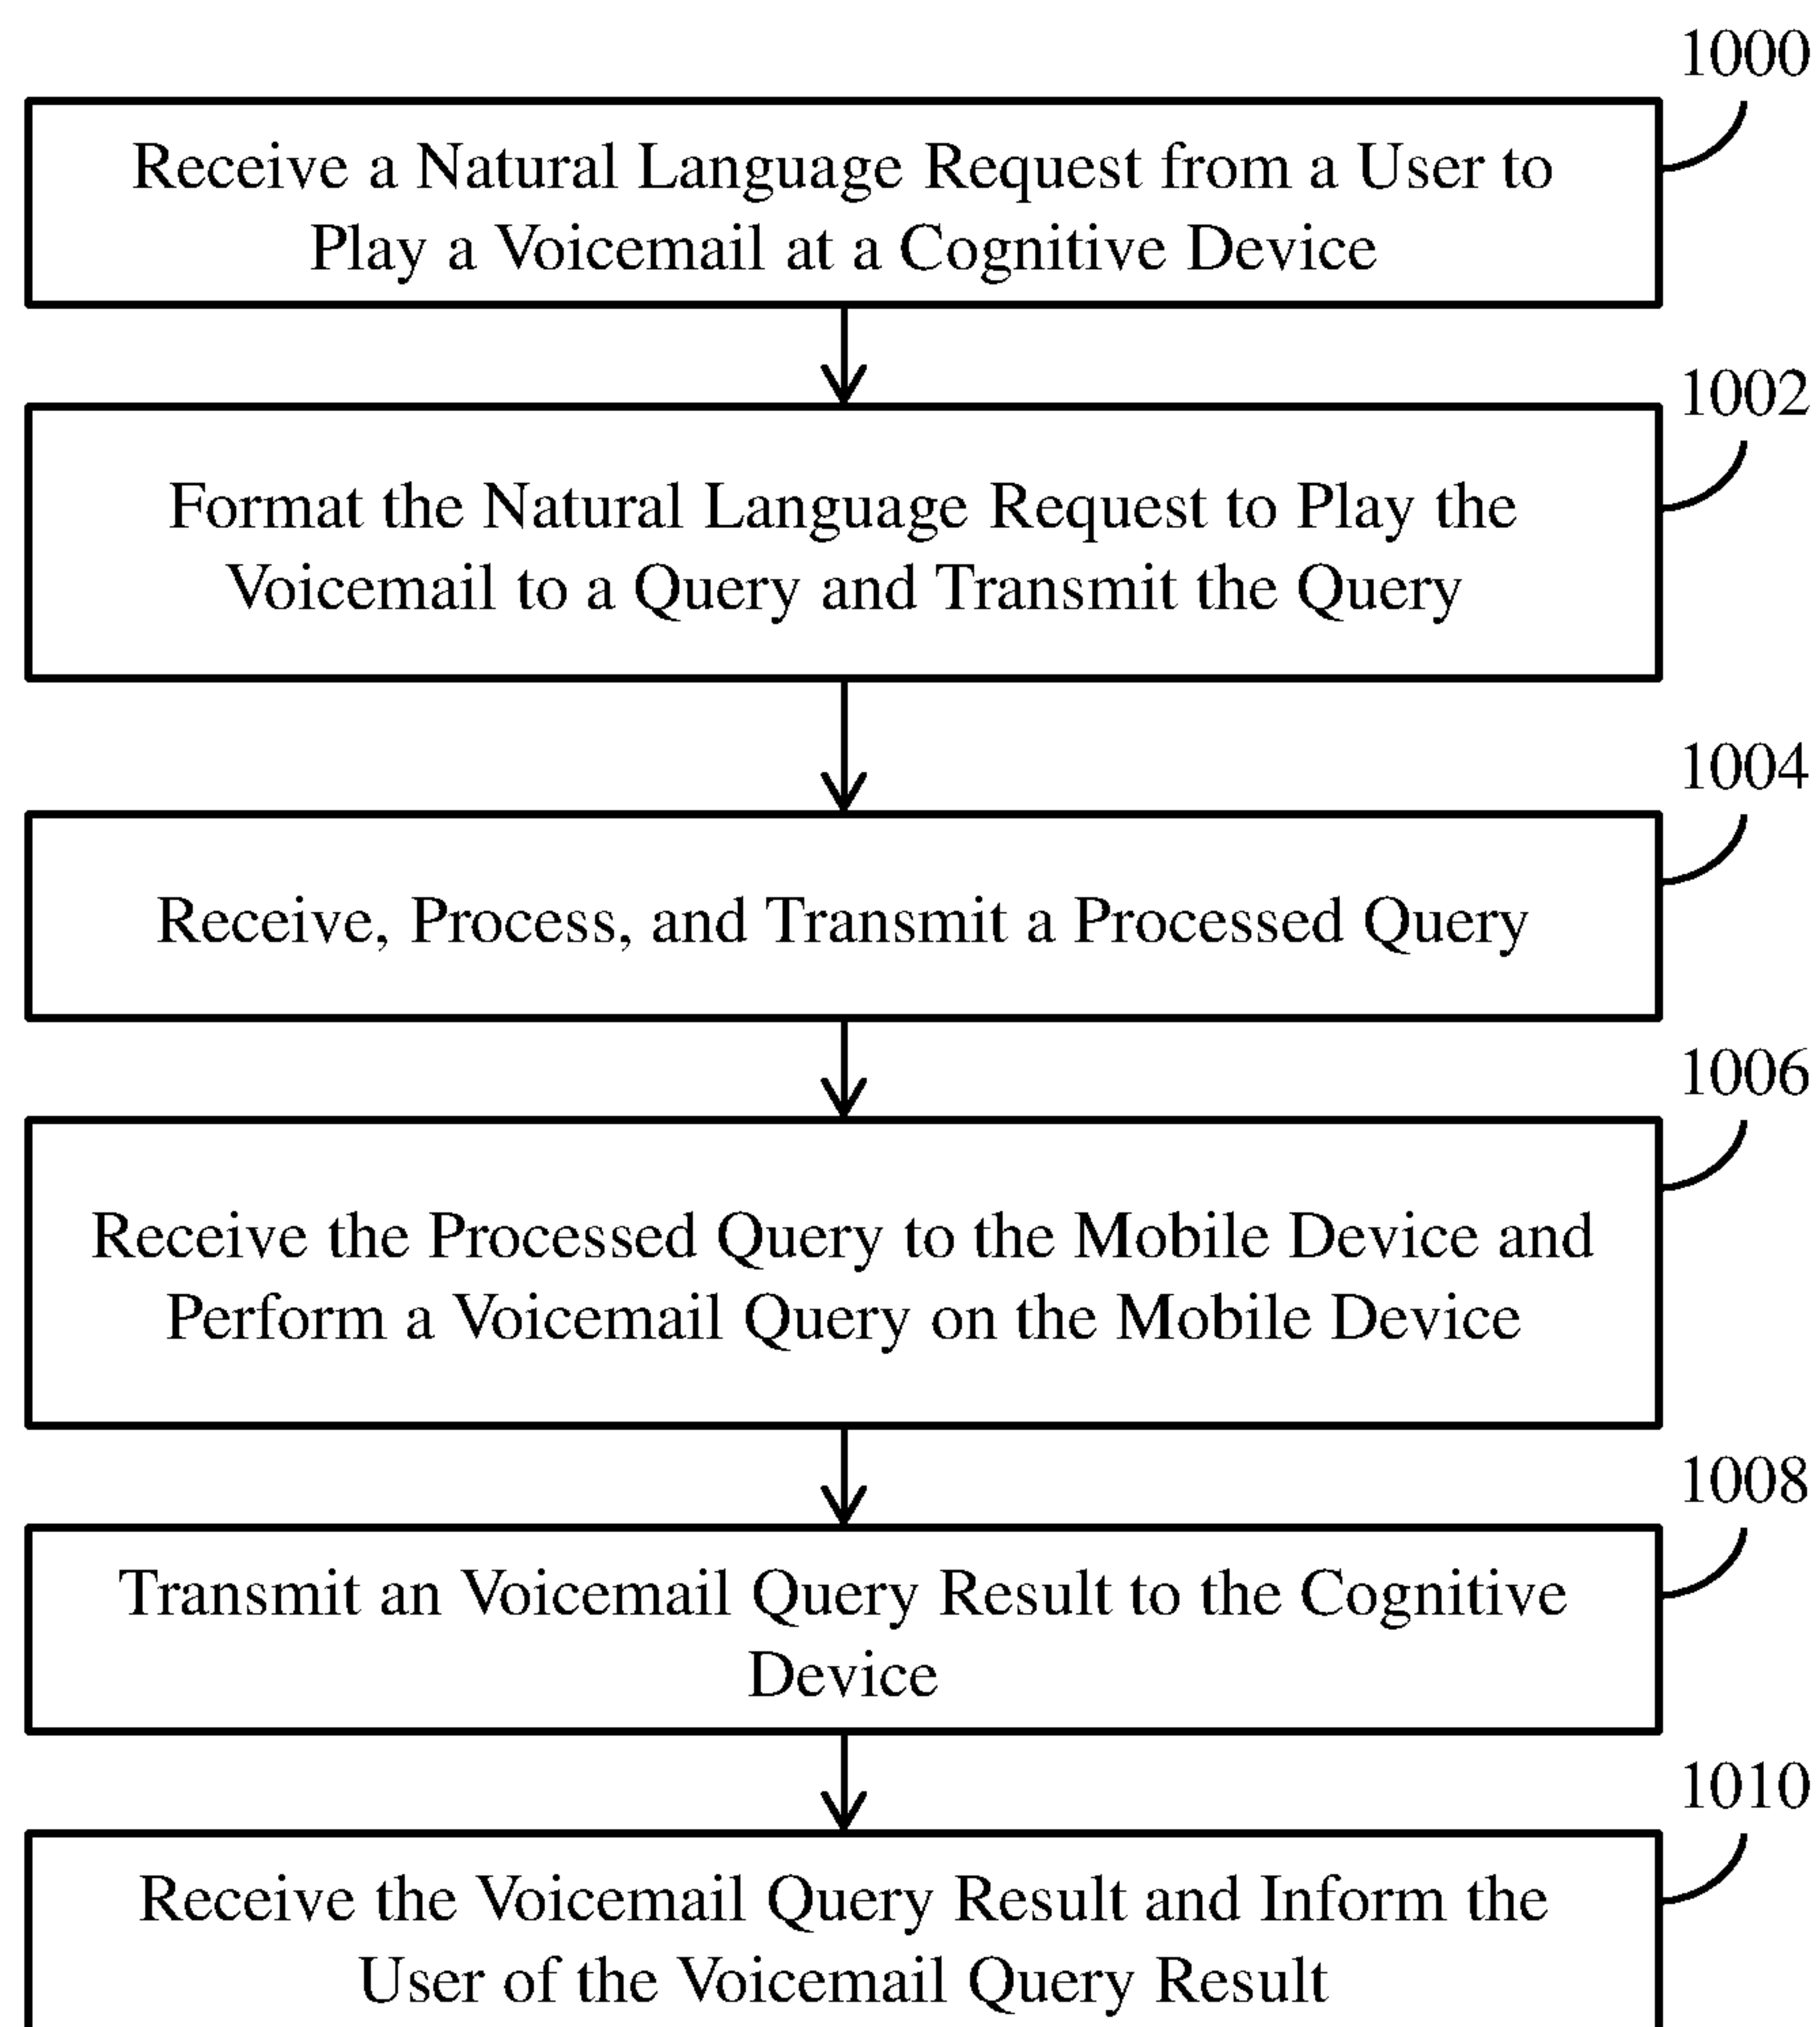 1000
Receive a Natural Language Request from a User to
Play a Voicemail at a Cognitive Device
1002
Format the Natural Language Request to Play the
Voicemail to a Query and Transmit the Query
1004
Receive, Process, and Transmit a Processed Query
1006
Receive the Processed Query to the Mobile Device and
Perform a Voicemail Query on the Mobile Device
1008
Transmit an Voicemail Query Result to the Cognitive
Device
1010
Receive the Voicemail Query Result and Inform the
User of the Voicemail Query Result